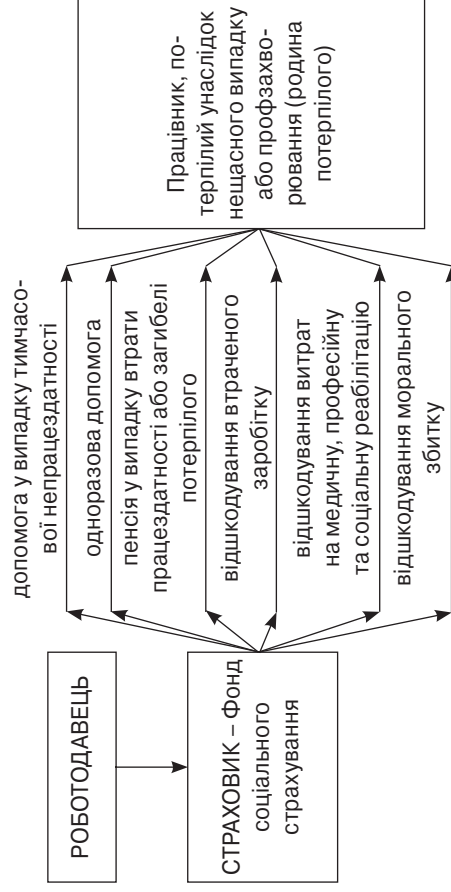 РОБОТОДАВЕЦЬ
СТРАХОВИК – Фонд
соціального
страхування
допомога у випадку тимчасо-
вої непрацездатності
одноразова допомога
пенсія у випадку втрати
працездатності або загибелі
потерпілого
відшкодування втраченого
заробітку
відшкодування витрат
на медичну, професійну
та соціальну реабілітацію
відшкодування морального
збитку
Працівник, по-
терпілий унаслідок
нещасного випадку
або профзахво-
рювання (родина
потерпілого)